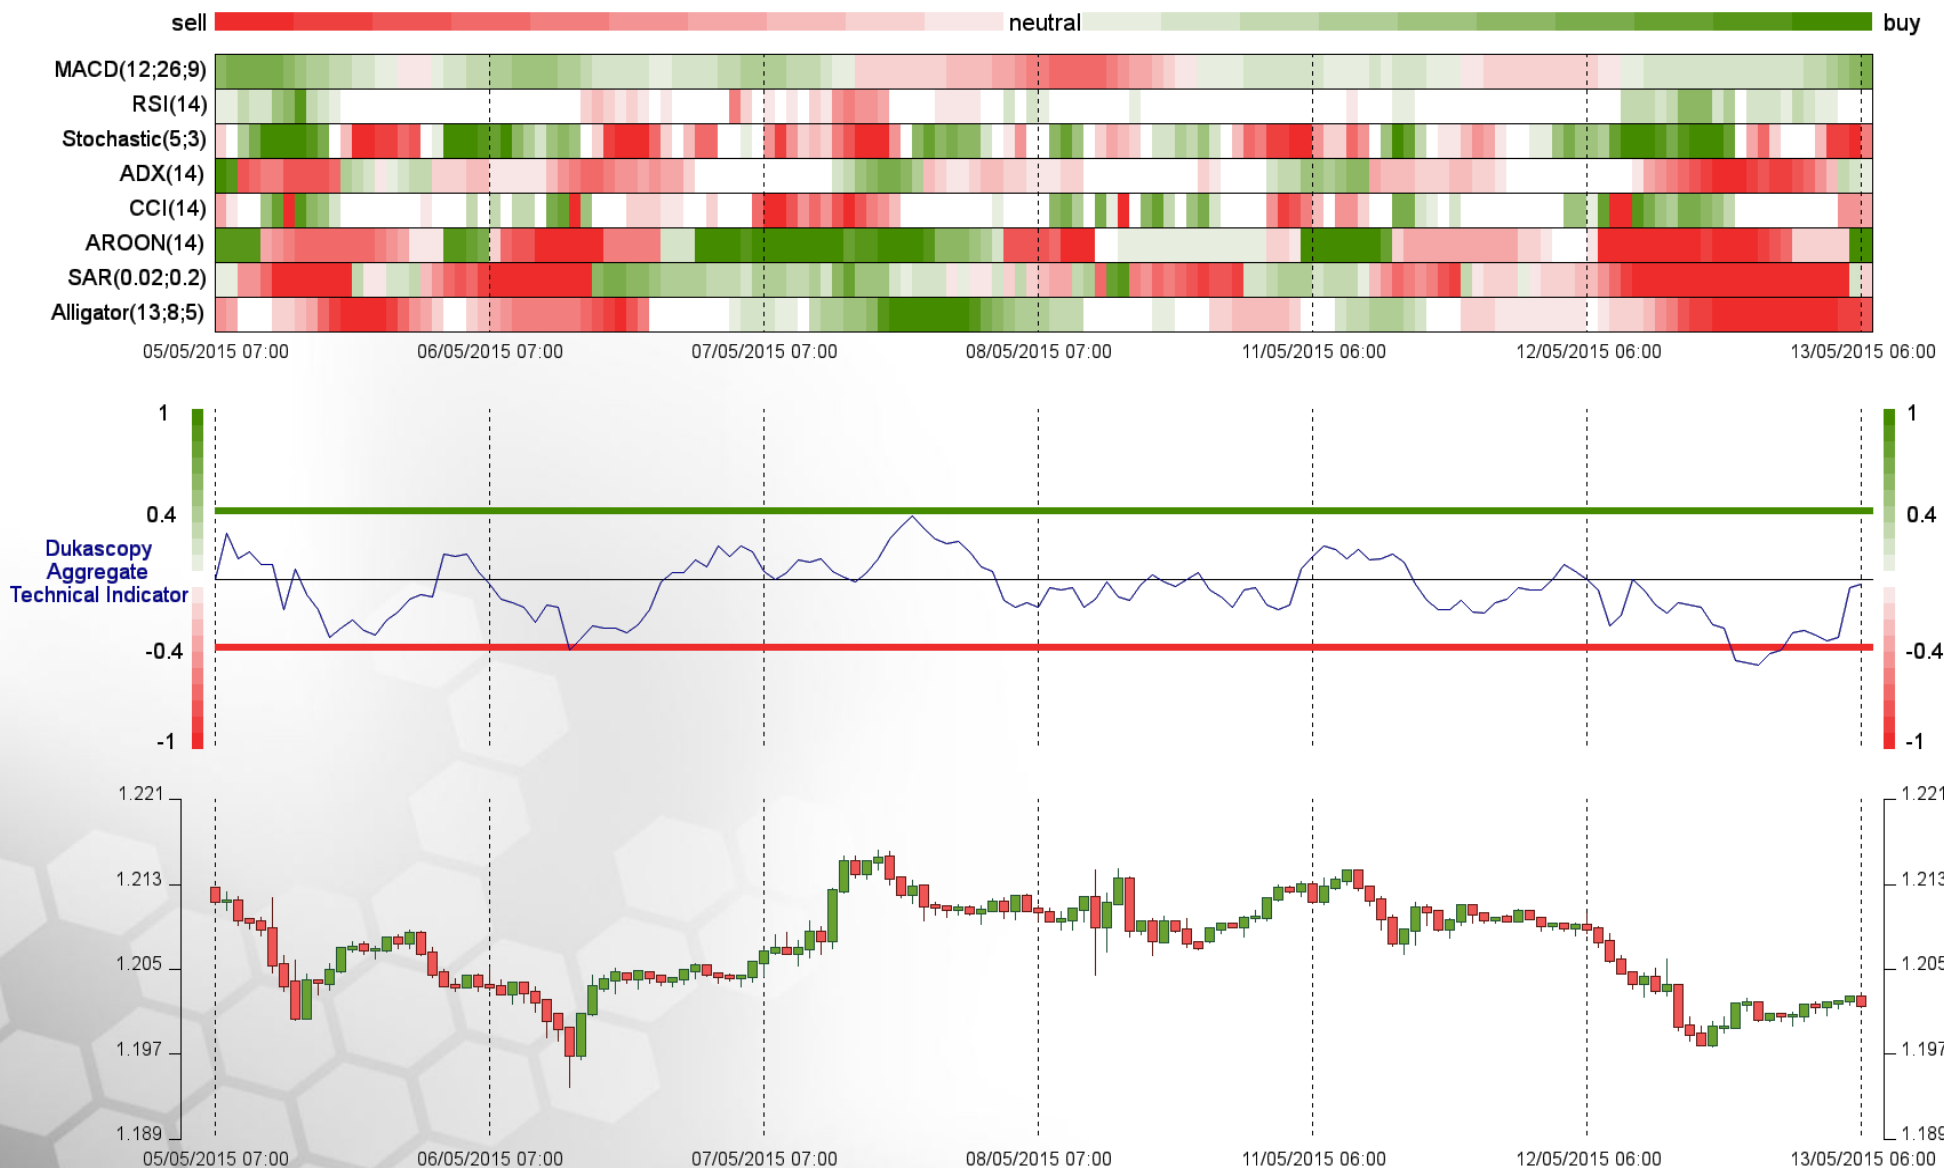 sell neutral buy
MACD(12;26;9)
RSI(14)
Stochastic(5;3)
ADX(14)
CCI(14)
AROON(14)
SAR(0.02;0.2)
Alligator(13;8;5)
05/05/2015 07:00 06/05/2015 07:00 07/05/2015 07:00 08/05/2015 07:00 11/05/2015 06:00 12/05/2015 06:00 13/05/2015 06:00
1 1
0.4 0.4
Dukascopy
Aggregate
Technical Indicator
-0.4 -0.4
-1 -1
1.221 1.221
1.213 1.213
1.205 1.205
1.197 1.197
1.189 1.189
05/05/2015 07:00 06/05/2015 07:00 07/05/2015 07:00 08/05/2015 07:00 11/05/2015 06:00 12/05/2015 06:00 13/05/2015 06:00